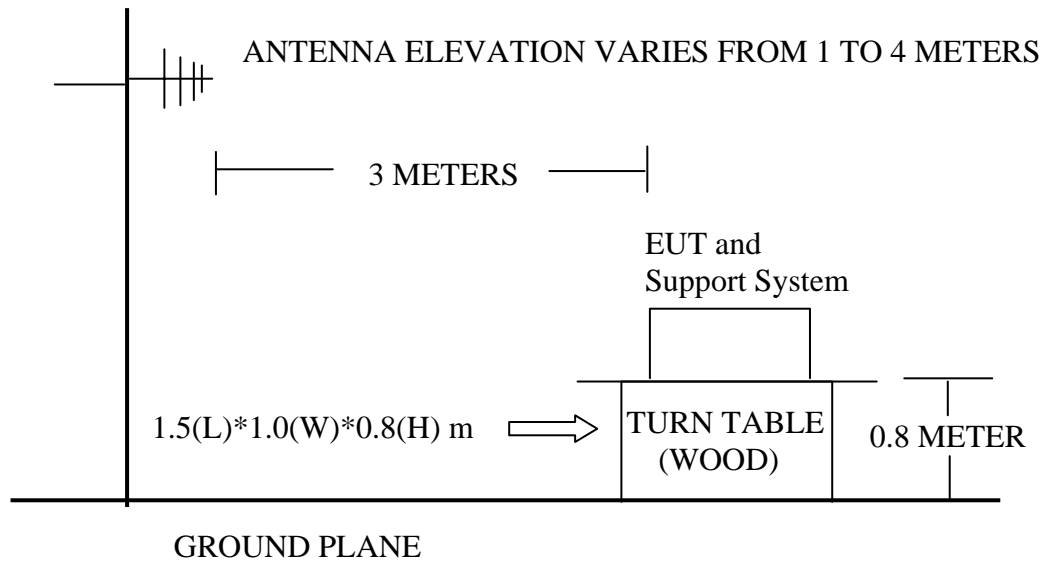 ANTENNA ELEVATION VARIES FROM 1 TO 4 METERS
3 METERS
EUT and
Support System
1.5(L)*1.0(W)*0.8(H) m
TURN TABLE
(WOOD)
0.8 METER
GROUND PLANE